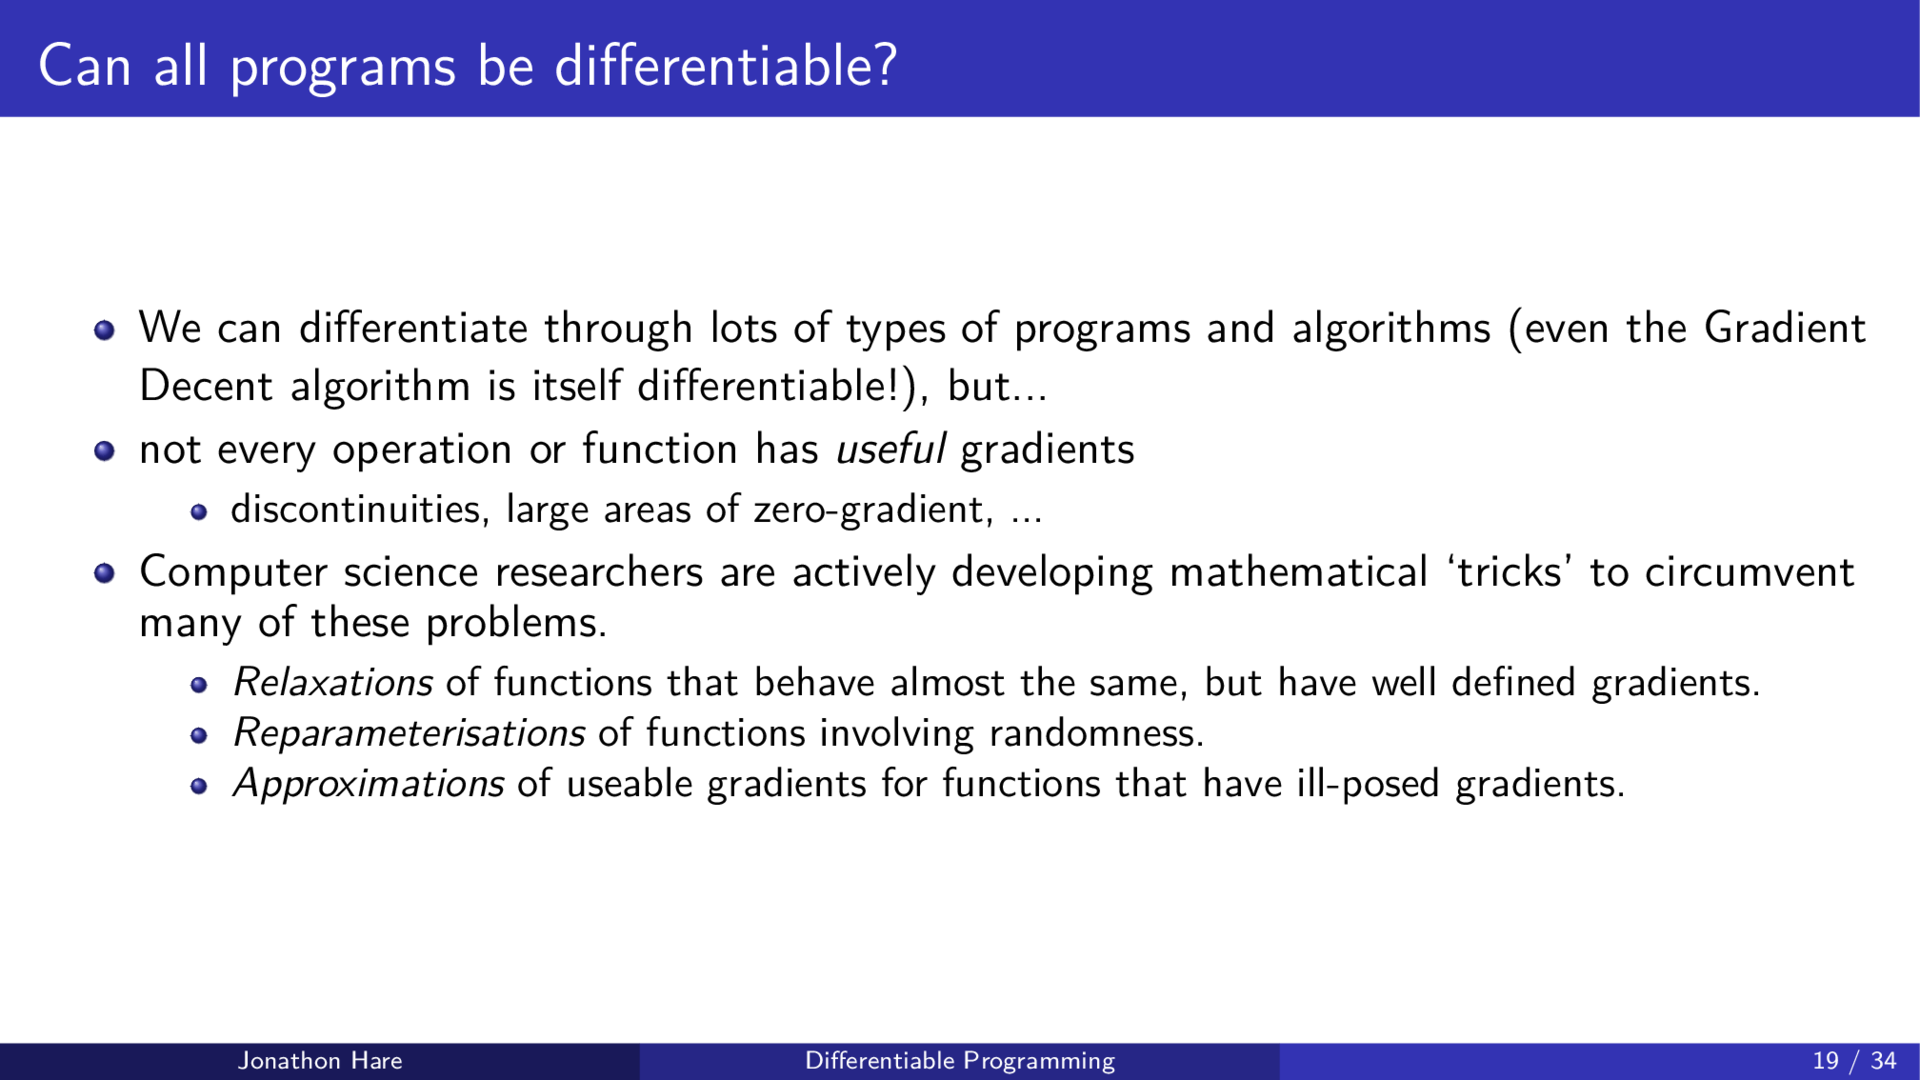 Can all programs be differentiable?
We can differentiate through lots of types of programs and algorithms (even the Gradient
Decent algorithm is itself differentiable!), but...
not every operation or function has useful gradients
discontinuities, large areas of zero-gradient, ...
Computer science researchers are actively developing mathematical ‘tricks’ to circumvent
many of these problems.
Relaxations of functions that behave almost the same, but have well defined gradients.
Reparameterisations of functions involving randomness.
Approximations of useable gradients for functions that have ill-posed gradients.
Jonathon Hare
Differentiable Programming
19 / 34